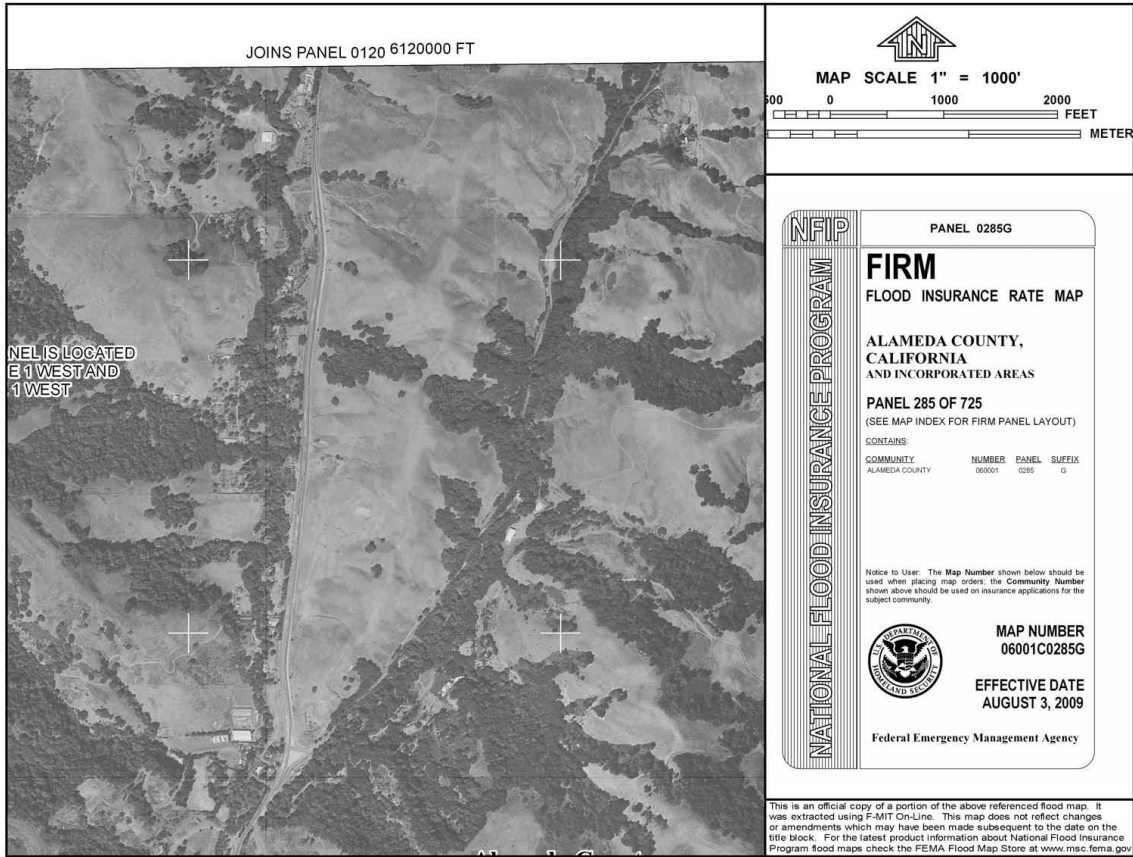 JOINS PANEL 0120 6120000 FT
NEL IS LOCATED
E 1 WEST AND
1 WEST
N
MAP SCALE 1" = 1000'
500 0 1000 2000
FEET
METER
NFIP
NATIONAL FLOOD INSURANCE PROGRAM
PANEL 0285G
FIRM
FLOOD INSURANCE RATE MAP
ALAMEDA COUNTY,
CALIFORNIA
AND INCORPORATED AREAS
PANEL 285 OF 725
(SEE MAP INDEX FOR FIRM PANEL LAYOUT)
CONTAINS:
COMMUNITY NUMBER PANEL SUFFIX
ALAMEDA COUNTY 060001 0285 G
Notice to User: The Map Number shown below should be
used when placing map orders; the Community Number
shown above should be used on insurance applications for the
subject community.
U.S. DEPARTMENT OF
HOMELAND SECURITY
MAP NUMBER
06001C0285G
EFFECTIVE DATE
AUGUST 3, 2009
Federal Emergency Management Agency
This is an official copy of a portion of the above referenced flood map. It
was extracted using F-MIT On-Line. This map does not reflect changes
or amendments which may have been made subsequent to the date on the
title block. For the latest product information about National Flood Insurance
Program flood maps check the FEMA Flood Map Store at www.msc.fema.gov